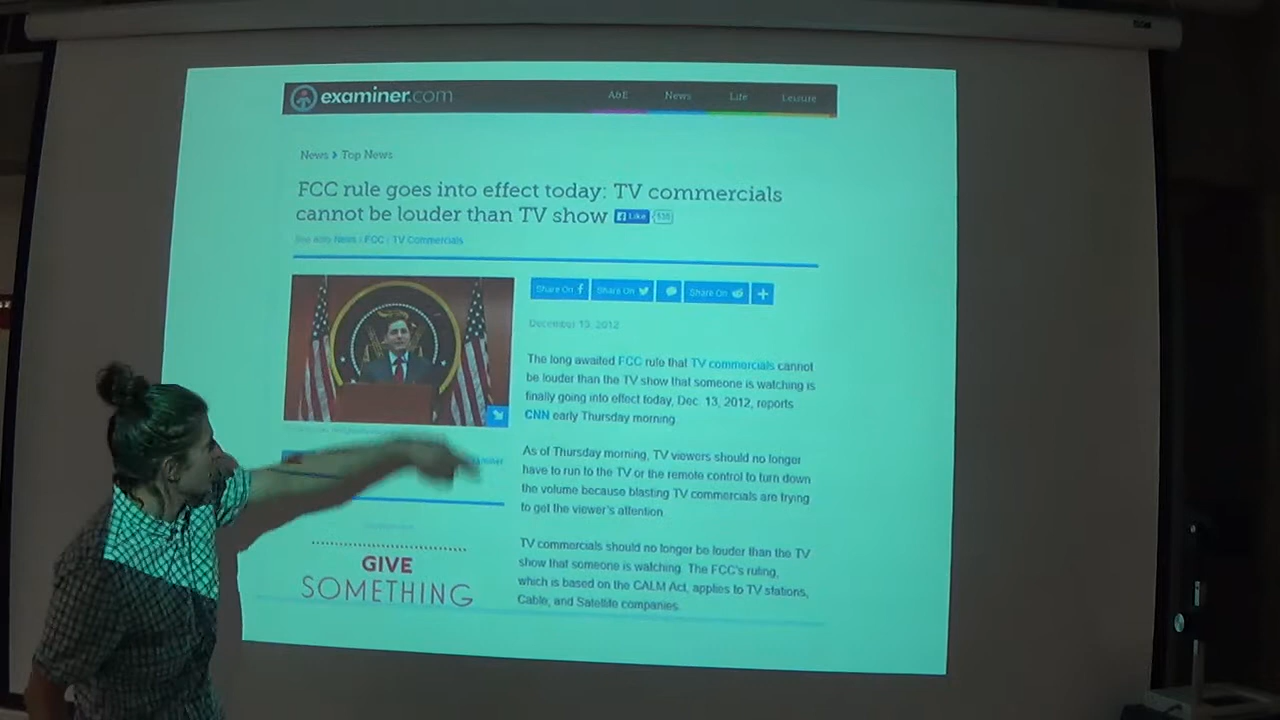 examiner.com
A&E News Life Leisure
News › Top News
FCC rule goes into effect today: TV commercials
cannot be louder than TV show Like
See also News / FCC / TV Commercials
Share On Share On Share On +
December 13, 2012
The long awaited FCC rule that TV commercials cannot
be louder than the TV show that someone is watching is
finally going into effect today, Dec. 13, 2012, reports
CNN early Thursday morning.
As of Thursday morning, TV viewers should no longer
have to run to the TV or the remote control to turn down
the volume because blasting TV commercials are trying
to get the viewer's attention.
TV commercials should no longer be louder than the TV
show that someone is watching. The FCC's ruling,
which is based on the CALM Act, applies to TV stations,
Cable, and Satellite companies.
GIVE
SOMETHING